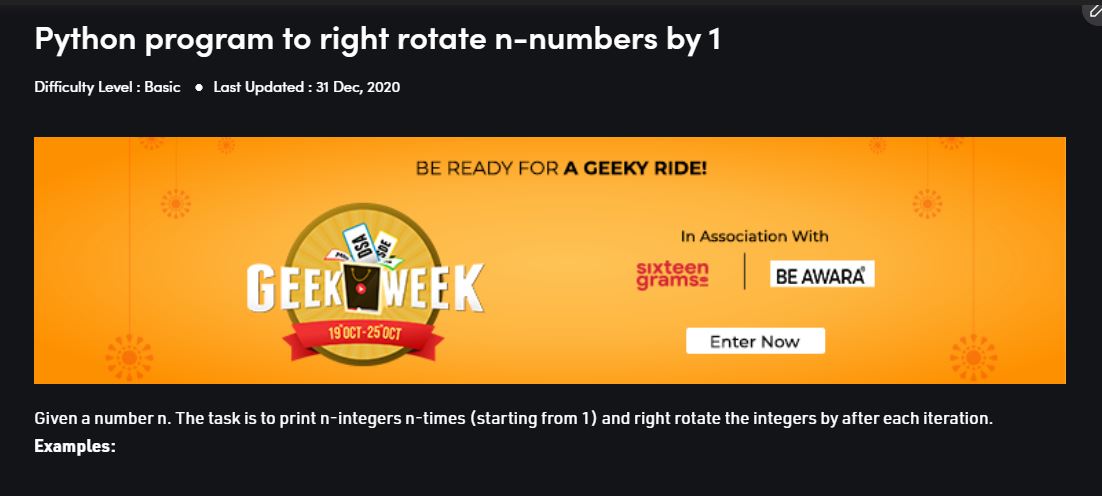 Python program to right rotate n-numbers by 1
Difficulty Level : Basic ● Last Updated : 31 Dec, 2020
BE READY FOR A GEEKY RIDE!
DSA
SDE
GEEK WEEK
19 OCT-25 OCT
In Association With
sixteen
grams
BE AWARA
Enter Now
Given a number n. The task is to print n-integers n-times (starting from 1) and right rotate the integers by after each iteration.
Examples: